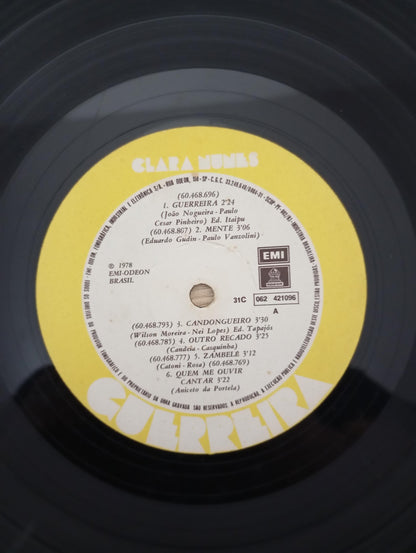 CLARA NUNES
(60.468.696)
1. GUERREIRA 2'24
(João Nogueira-Paulo
Cesar Pinheiro) Ed. Itaipu
(60.468.807) 2. MENTE 3'06
(Eduardo Gudin-Paulo Vanzolini)
℗ 1978
EMI-ODEON
BRASIL
EMI
31C 062 421096
A
(60.468.793) 3. CANDONGUEIRO 3'30
(Wilson Moreira-Nei Lopes) Ed. Tapajós
(60.468.785) 4. OUTRO RECADO 3'25
(Candeia-Casquinha)
(60.468.777) 5. ZAMBELÊ 3'12
(Catoni-Rosa) (60.468.769)
6. QUEM ME OUVIR
CANTAR 3'22
(Aniceto da Portela)
GUERREIRA